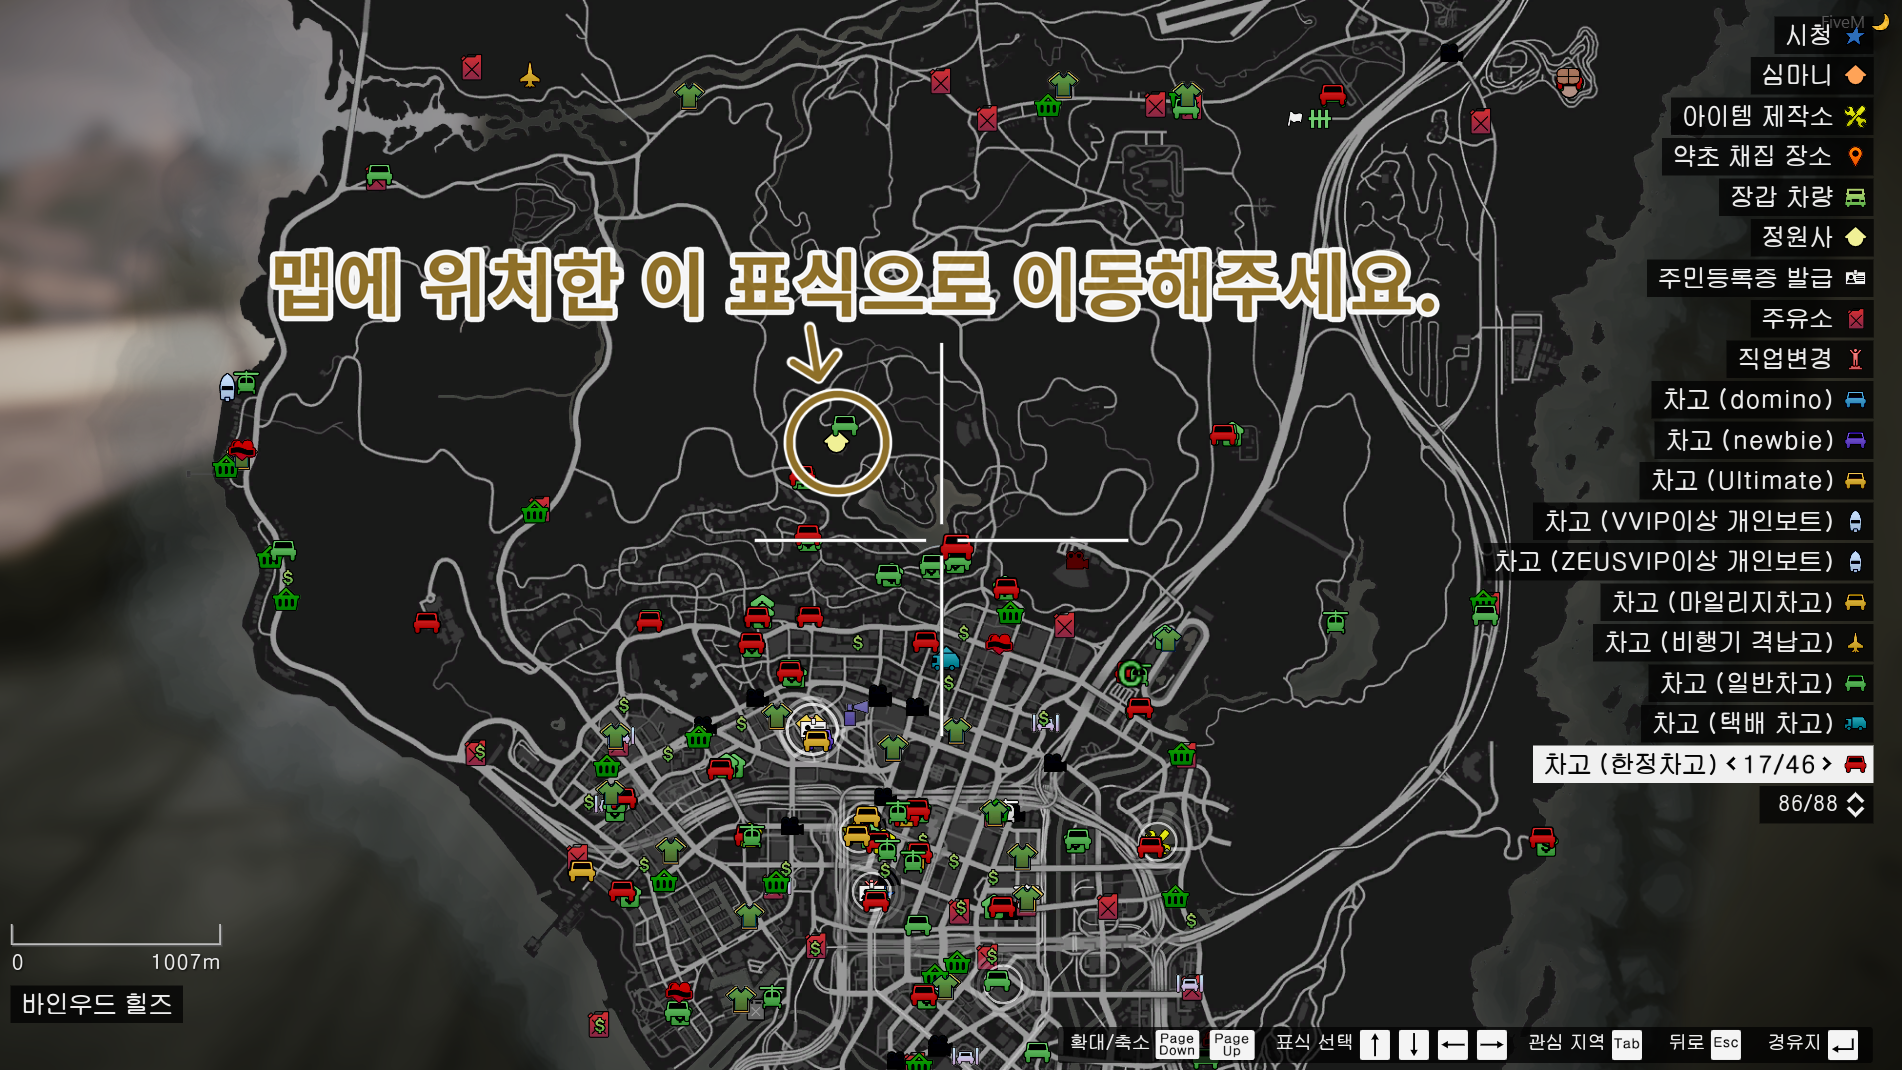 FiveM
시청
심마니
아이템 제작소
약초 채집 장소
장갑 차량
정원사
주민등록증 발급
주유소
직업변경
차고 (domino)
차고 (newbie)
차고 (Ultimate)
차고 (VVIP이상 개인보트)
차고 (ZEUSVIP이상 개인보트)
차고 (마일리지차고)
차고 (비행기 격납고)
차고 (일반차고)
차고 (택배 차고)
차고 (한정차고) <17/46>
86/88
맵에 위치한 이 표식으로 이동해주세요.
0 1007m
바인우드 힐즈
확대/축소 Page Down Page Up 표식 선택 ↑ ↓ ← → 관심 지역 Tab 뒤로 Esc 경유지